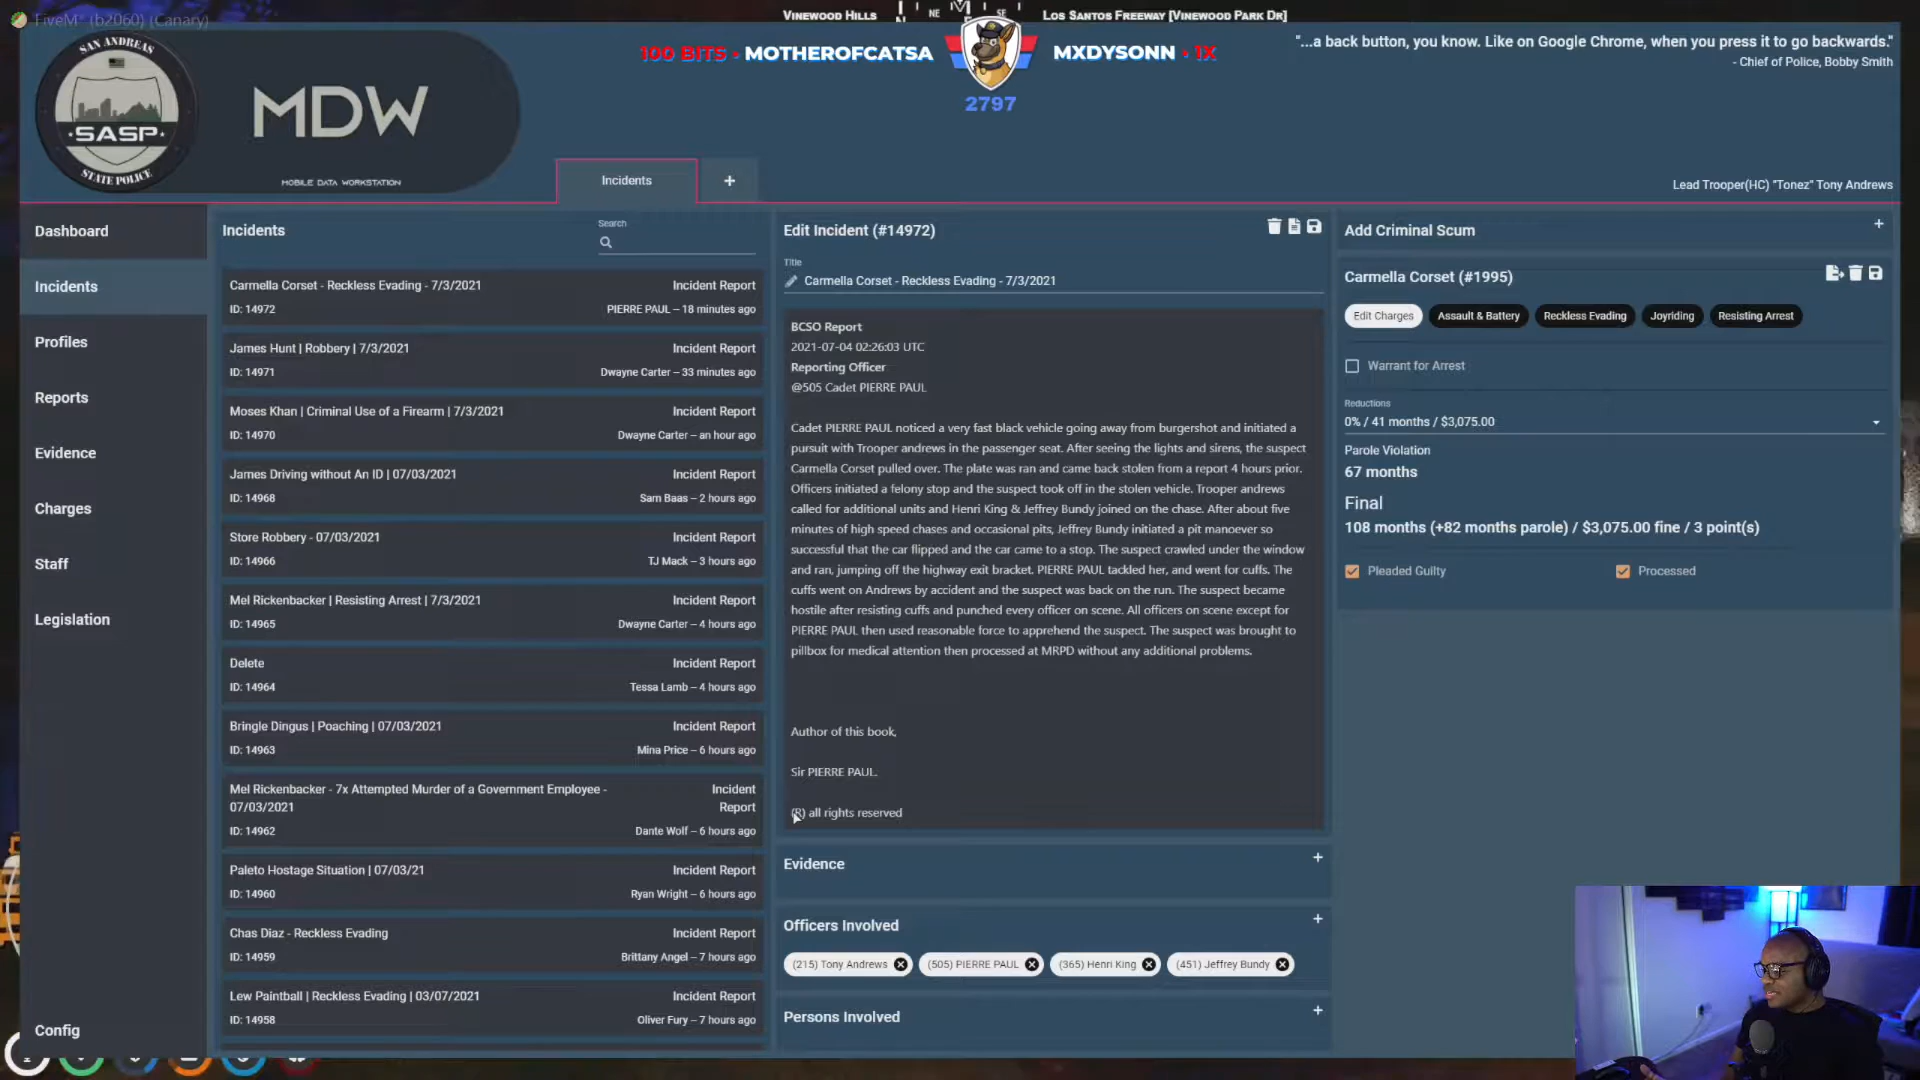 FiveM® (b2060) (Canary)
VINEWOOD HILLS
NE
SE
LOS SANTOS FREEWAY [VINEWOOD PARK DR]
100 BITS - MOTHEROFCATSA
MXDYSONN - 1X
2797
"...a back button, you know. Like on Google Chrome, when you press it to go backwards."
- Chief of Police, Bobby Smith
SAN ANDREAS
SASP
STATE POLICE
MDW
MOBILE DATA WORKSTATION
Incidents
+
Lead Trooper(HC) "Tonez" Tony Andrews
Dashboard
Incidents
Profiles
Reports
Evidence
Charges
Staff
Legislation
Config
Incidents
Search
Carmella Corset - Reckless Evading - 7/3/2021 Incident Report
ID: 14972 PIERRE PAUL – 18 minutes ago
James Hunt | Robbery | 7/3/2021 Incident Report
ID: 14971 Dwayne Carter – 33 minutes ago
Moses Khan | Criminal Use of a Firearm | 7/3/2021 Incident Report
ID: 14970 Dwayne Carter – an hour ago
James Driving without An ID | 07/03/2021 Incident Report
ID: 14968 Sam Baas – 2 hours ago
Store Robbery - 07/03/2021 Incident Report
ID: 14966 TJ Mack – 3 hours ago
Mel Rickenbacker | Resisting Arrest | 7/3/2021 Incident Report
ID: 14965 Dwayne Carter – 4 hours ago
Delete Incident Report
ID: 14964 Tessa Lamb – 4 hours ago
Bringle Dingus | Poaching | 07/03/2021 Incident Report
ID: 14963 Mina Price – 6 hours ago
Mel Rickenbacker - 7x Attempted Murder of a Government Employee - Incident
07/03/2021 Report
ID: 14962 Dante Wolf – 6 hours ago
Paleto Hostage Situation | 07/03/21 Incident Report
ID: 14960 Ryan Wright – 6 hours ago
Chas Diaz - Reckless Evading Incident Report
ID: 14959 Brittany Angel – 7 hours ago
Lew Paintball | Reckless Evading | 03/07/2021 Incident Report
ID: 14958 Oliver Fury – 7 hours ago
Edit Incident (#14972)
Title
Carmella Corset - Reckless Evading - 7/3/2021
BCSO Report
2021-07-04 02:26:03 UTC
Reporting Officer
@505 Cadet PIERRE PAUL
Cadet PIERRE PAUL noticed a very fast black vehicle going away from burgershot and initiated a
pursuit with Trooper andrews in the passenger seat. After seeing the lights and sirens, the suspect
Carmella Corset pulled over. The plate was ran and came back stolen from a report 4 hours prior.
Officers initiated a felony stop and the suspect took off in the stolen vehicle. Trooper andrews
called for additional units and Henri King & Jeffrey Bundy joined on the chase. After about five
minutes of high speed chases and occasional pits, Jeffrey Bundy initiated a pit manoever so
successful that the car flipped and the car came to a stop. The suspect crawled under the window
and ran, jumping off the highway exit bracket. PIERRE PAUL tackled her, and went for cuffs. The
cuffs went on Andrews by accident and the suspect was back on the run. The suspect became
hostile after resisting cuffs and punched every officer on scene. All officers on scene except for
PIERRE PAUL then used reasonable force to apprehend the suspect. The suspect was brought to
pillbox for medical attention then processed at MRPD without any additional problems.
Author of this book,
Sir PIERRE PAUL.
(R) all rights reserved
Evidence +
Officers Involved +
(215) Tony Andrews (505) PIERRE PAUL (365) Henri King (451) Jeffrey Bundy
Persons Involved +
Add Criminal Scum +
Carmella Corset (#1995)
Edit Charges Assault & Battery Reckless Evading Joyriding Resisting Arrest
Warrant for Arrest
Reductions
0% / 41 months / $3,075.00
Parole Violation
67 months
Final
108 months (+82 months parole) / $3,075.00 fine / 3 point(s)
Pleaded Guilty Processed